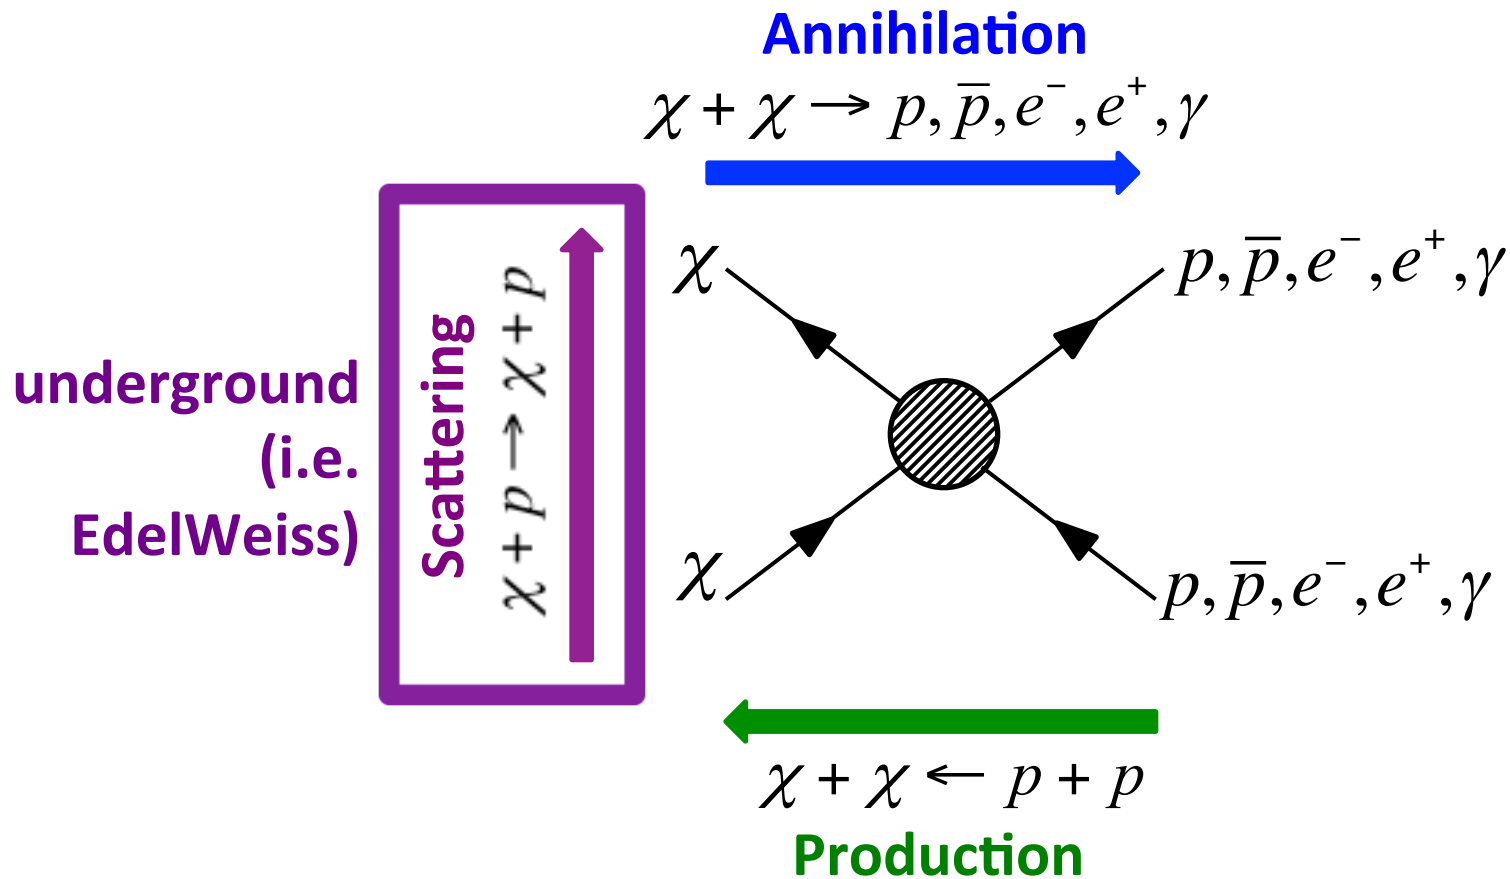 Annihilation
χ + χ → p, p̅, e⁻, e⁺, γ
underground
(i.e.
EdelWeiss)
Scattering
χ + p → χ + p
χ
p, p̅, e⁻, e⁺, γ
χ
p, p̅, e⁻, e⁺, γ
χ + χ ← p + p
Production